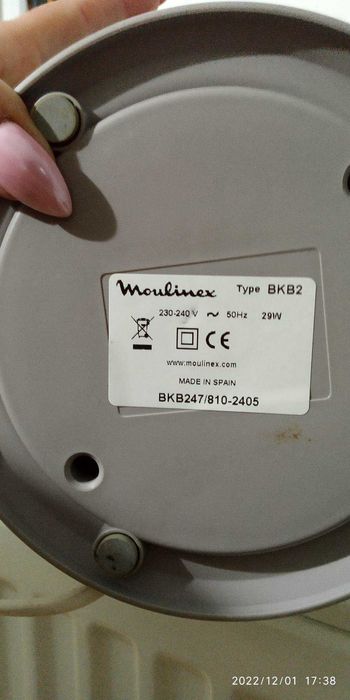 Moulinex Type BKB2
230-240 V ~ 50Hz 29W
CE
www.moulinex.com
MADE IN SPAIN
BKB247/810-2405
2022/12/01 17:38